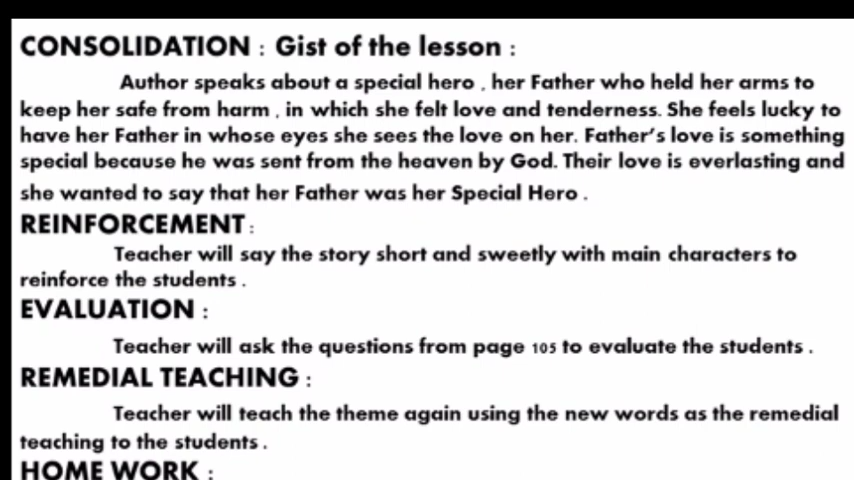 CONSOLIDATION : Gist of the lesson :
Author speaks about a special hero , her Father who held her arms to
keep her safe from harm , in which she felt love and tenderness. She feels lucky to
have her Father in whose eyes she sees the love on her. Father's love is something
special because he was sent from the heaven by God. Their love is everlasting and
she wanted to say that her Father was her Special Hero .
REINFORCEMENT :
Teacher will say the story short and sweetly with main characters to
reinforce the students .
EVALUATION :
Teacher will ask the questions from page 105 to evaluate the students .
REMEDIAL TEACHING :
Teacher will teach the theme again using the new words as the remedial
teaching to the students .
HOME WORK :